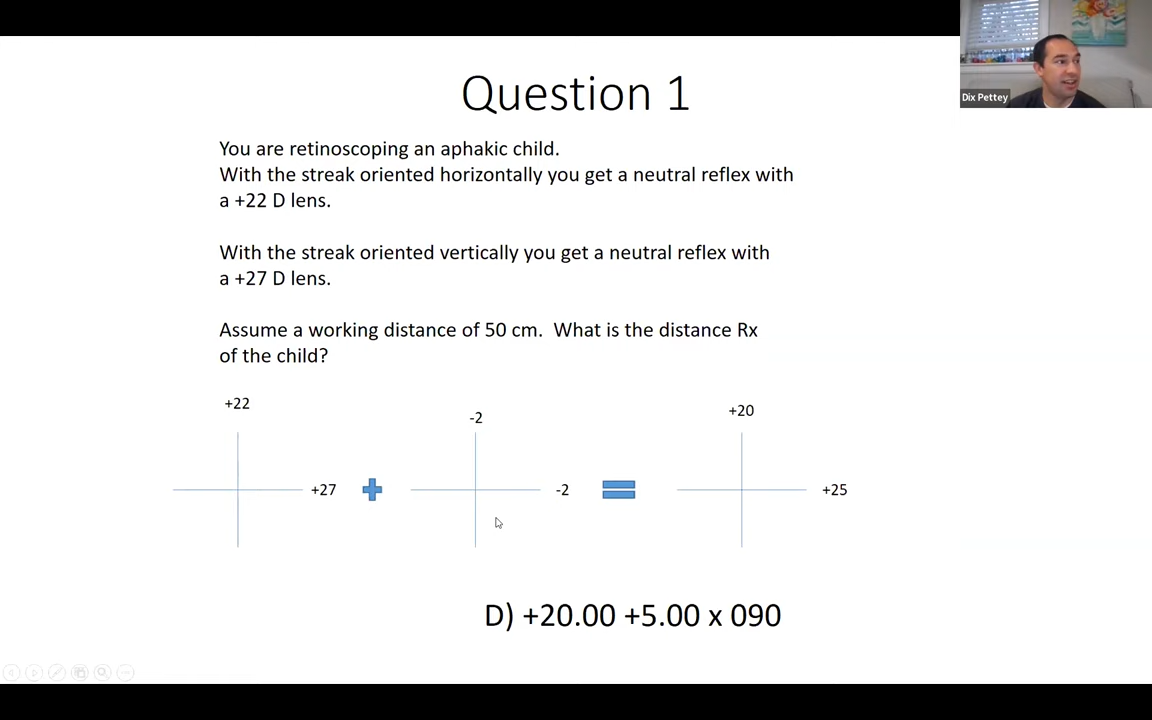 Question 1
Dix Pettey
You are retinoscoping an aphakic child.
With the streak oriented horizontally you get a neutral reflex with
a +22 D lens.
With the streak oriented vertically you get a neutral reflex with
a +27 D lens.
Assume a working distance of 50 cm.  What is the distance Rx
of the child?
+22
-2
+20
+27
-2
+25
D) +20.00 +5.00 x 090